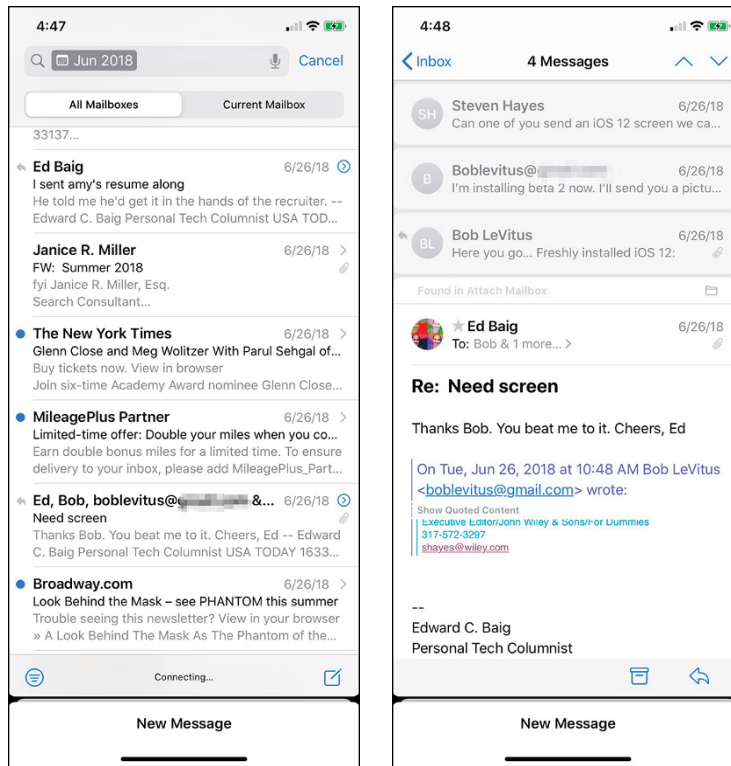 4:47
Jun 2018
Cancel
All Mailboxes
Current Mailbox
33137...
Ed Baig
6/26/18
I sent amy's resume along
He told me he'd get it in the hands of the recruiter. --
Edward C. Baig Personal Tech Columnist USA TOD...
Janice R. Miller
6/26/18
FW: Summer 2018
fyi Janice R. Miller, Esq.
Search Consultant...
The New York Times
6/26/18
Glenn Close and Meg Wolitzer With Parul Sehgal of...
Buy tickets now. View in browser
Join six-time Academy Award nominee Glenn Close...
MileagePlus Partner
6/26/18
Limited-time offer: Double your miles when you co...
Earn double bonus miles for a limited time. To ensure
delivery to your inbox, please add MileagePlus_Part...
Ed, Bob, boblevitus@ &...
6/26/18
Need screen
Thanks Bob. You beat me to it. Cheers, Ed -- Edward
C. Baig Personal Tech Columnist USA TODAY 1633...
Broadway.com
6/26/18
Look Behind the Mask – see PHANTOM this summer
Trouble seeing this newsletter? View in your browser
» A Look Behind The Mask As The Phantom of the...
Connecting...
New Message
4:48
Inbox
4 Messages
SH
Steven Hayes
6/26/18
Can one of you send an iOS 12 screen we ca...
B
Boblevitus@
6/26/18
I'm installing beta 2 now. I'll send you a pictu...
BL
Bob LeVitus
6/26/18
Here you go... Freshly installed iOS 12:
Found in Attach Mailbox
Ed Baig
6/26/18
To: Bob & 1 more... >
Re: Need screen
Thanks Bob. You beat me to it. Cheers, Ed
On Tue, Jun 26, 2018 at 10:48 AM Bob LeVitus
<boblevitus@gmail.com> wrote:
Show Quoted Content
Executive Editor/John Wiley & Sons/For Dummies
317-572-3297
shayes@wiley.com
--
Edward C. Baig
Personal Tech Columnist
New Message